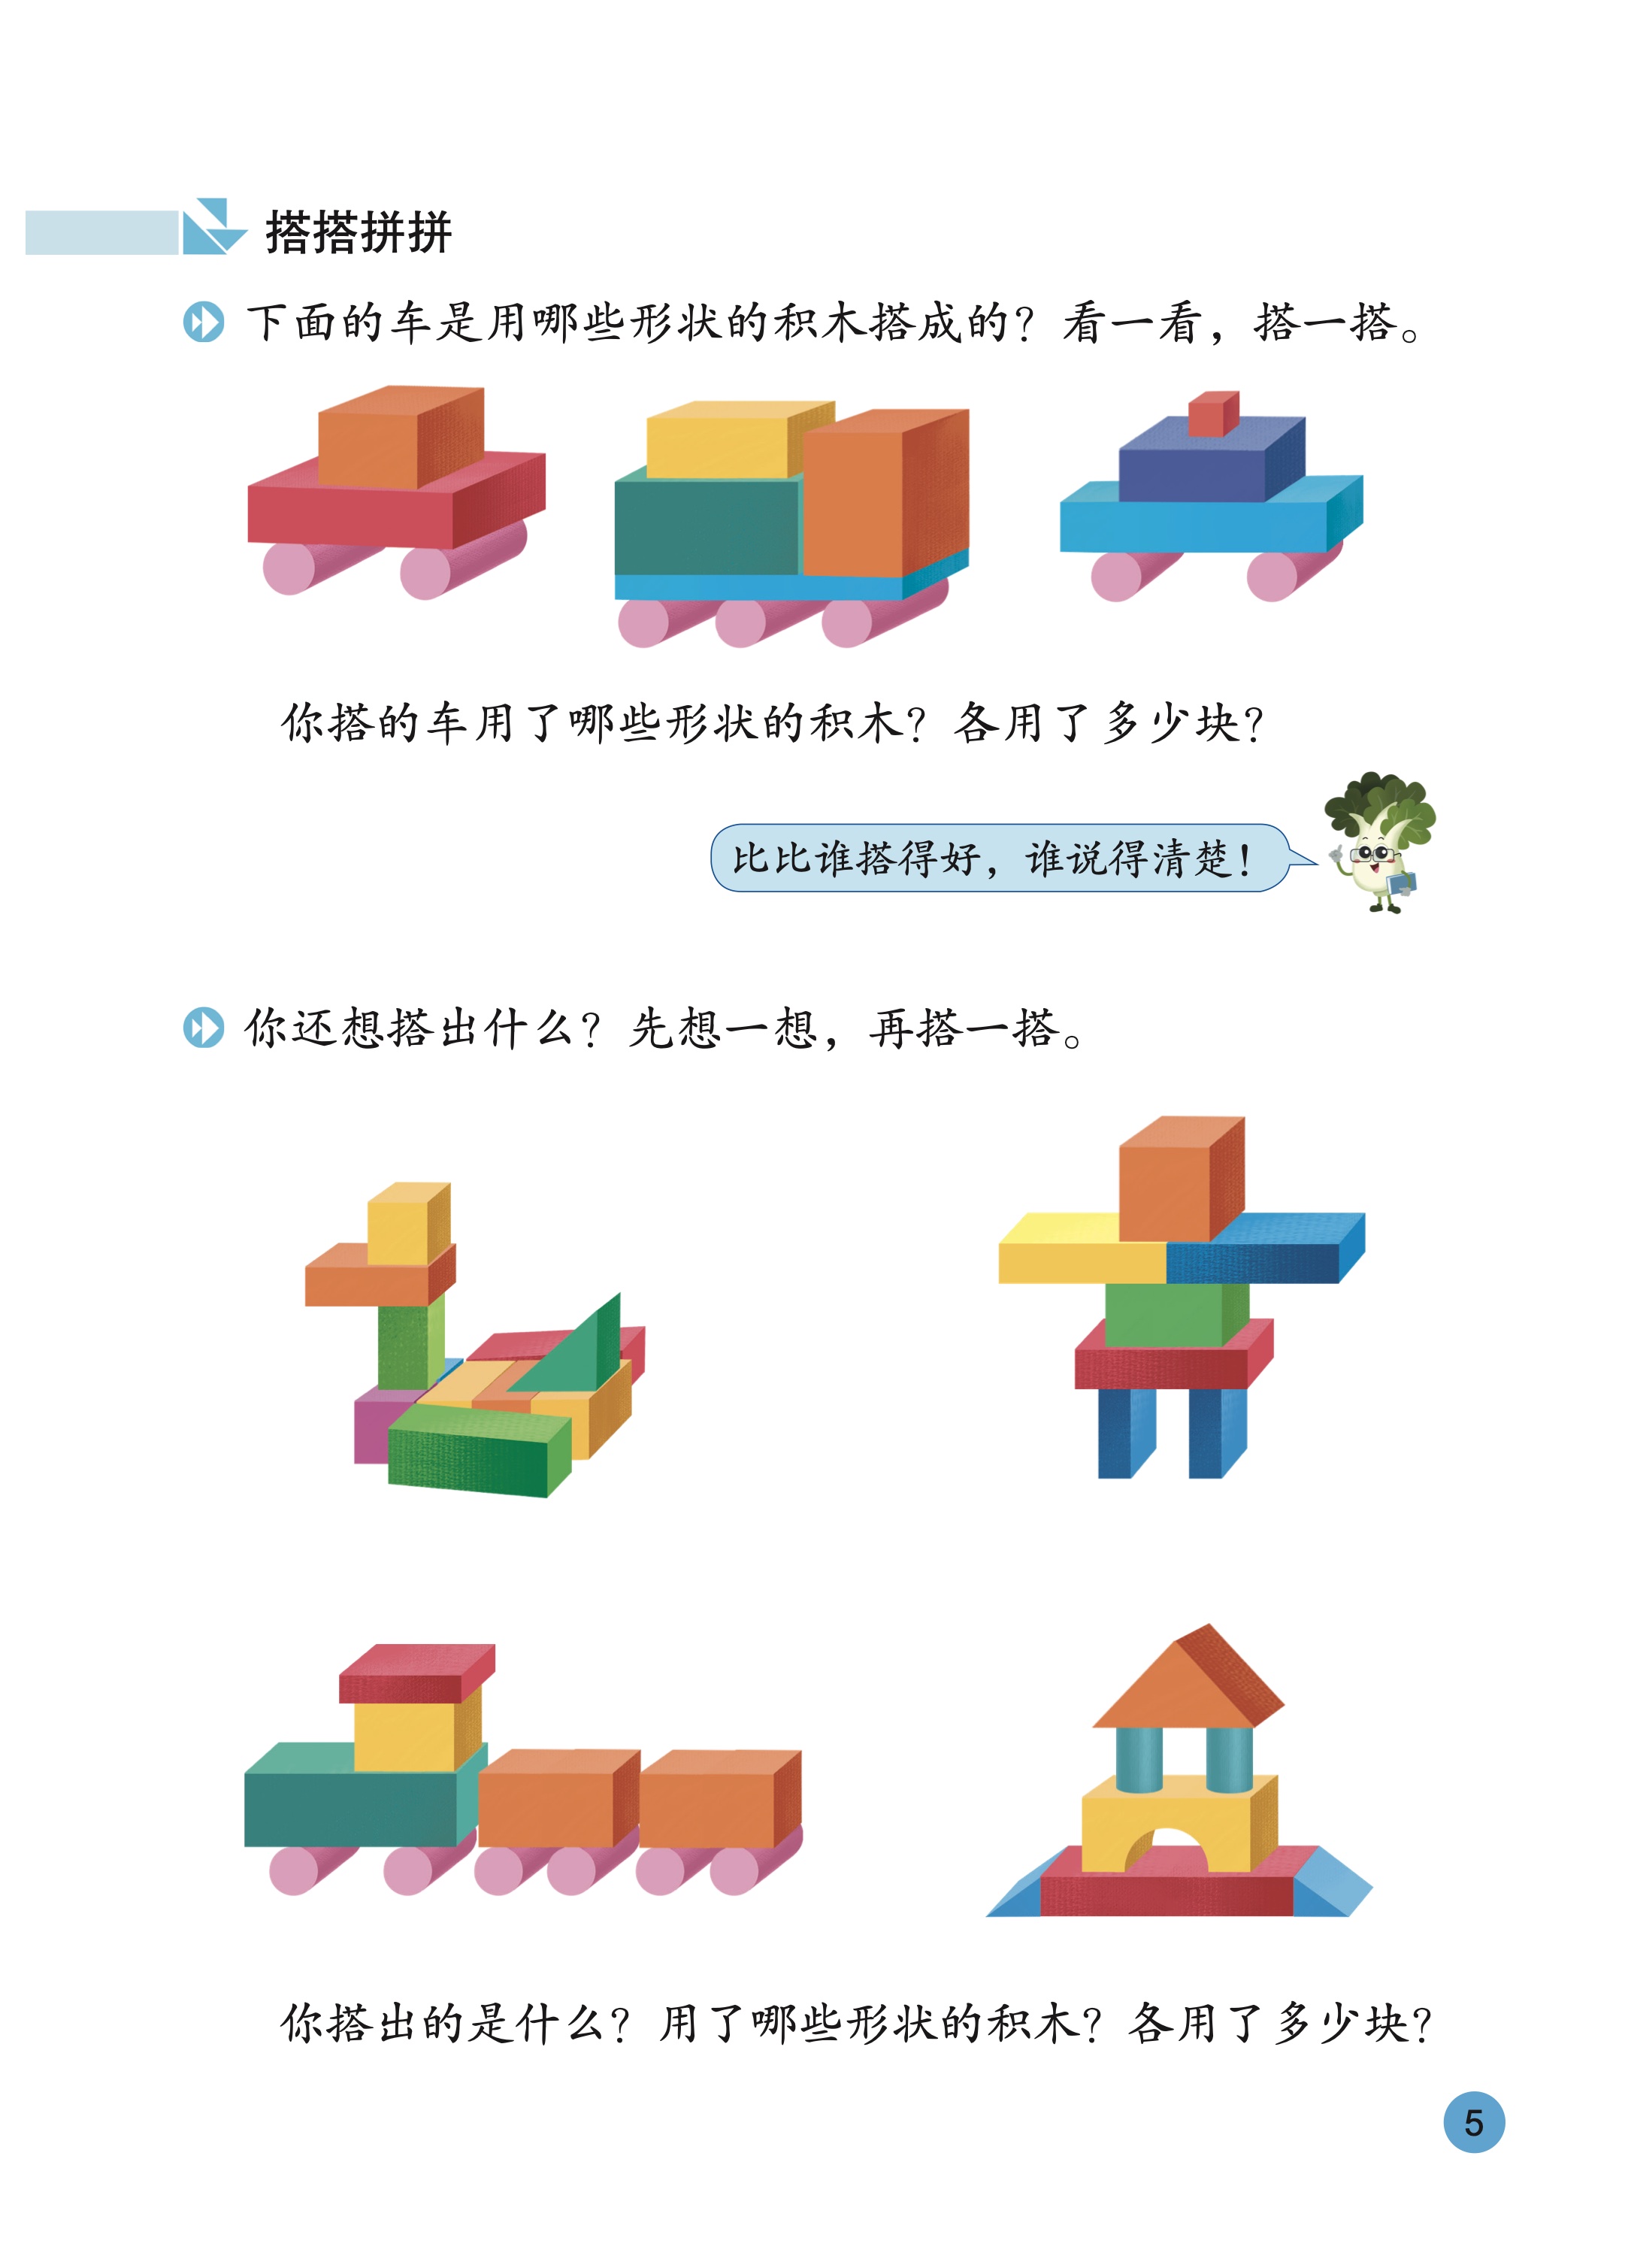 搭搭拼拼
下面的车是用哪些形状的积木搭成的？看一看，搭一搭。
你搭的车用了哪些形状的积木？各用了多少块？
比比谁搭得好，谁说得清楚！
你还想搭出什么？先想一想，再搭一搭。
你搭出的是什么？用了哪些形状的积木？各用了多少块？
5